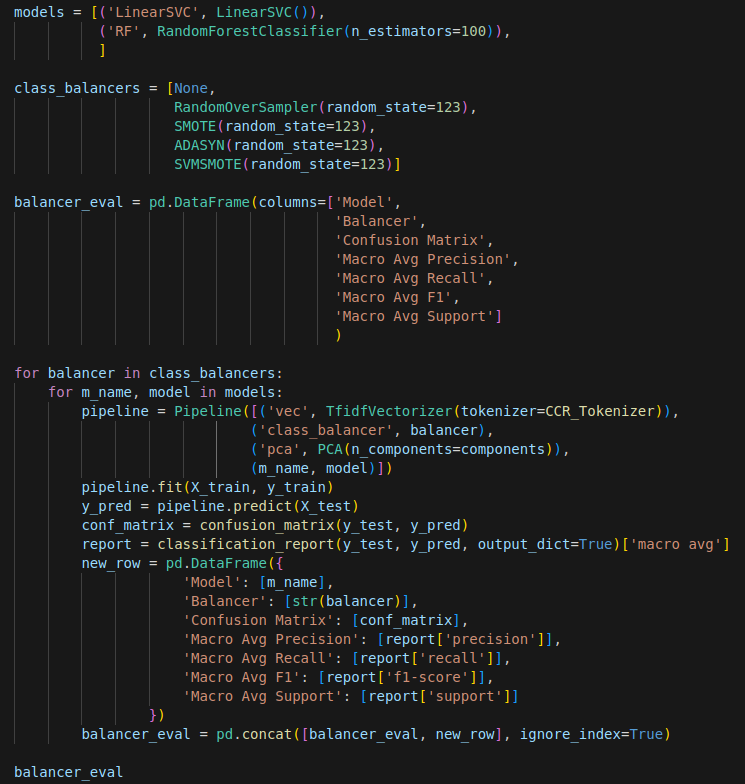 models = [('LinearSVC', LinearSVC()),
          ('RF', RandomForestClassifier(n_estimators=100)),
          ]

class_balancers = [None,
                   RandomOverSampler(random_state=123),
                   SMOTE(random_state=123),
                   ADASYN(random_state=123),
                   SVMSMOTE(random_state=123)]

balancer_eval = pd.DataFrame(columns=['Model',
                                      'Balancer',
                                      'Confusion Matrix',
                                      'Macro Avg Precision',
                                      'Macro Avg Recall',
                                      'Macro Avg F1',
                                      'Macro Avg Support']
                                      )

for balancer in class_balancers:
    for m_name, model in models:
        pipeline = Pipeline([('vec', TfidfVectorizer(tokenizer=CCR_Tokenizer)),
                            ('class_balancer', balancer),
                            ('pca', PCA(n_components=components)),
                            (m_name, model)])
        pipeline.fit(X_train, y_train)
        y_pred = pipeline.predict(X_test)
        conf_matrix = confusion_matrix(y_test, y_pred)
        report = classification_report(y_test, y_pred, output_dict=True)['macro avg']
        new_row = pd.DataFrame({
                    'Model': [m_name],
                    'Balancer': [str(balancer)],
                    'Confusion Matrix': [conf_matrix],
                    'Macro Avg Precision': [report['precision']],
                    'Macro Avg Recall': [report['recall']],
                    'Macro Avg F1': [report['f1-score']],
                    'Macro Avg Support': [report['support']]
                })
        balancer_eval = pd.concat([balancer_eval, new_row], ignore_index=True)

balancer_eval